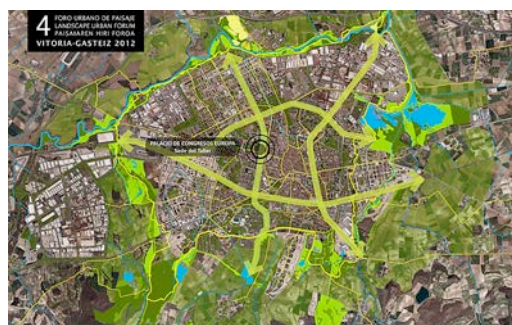 4
FORO URBANO DE PAISAJE
LANDSCAPE URBAN FORUM
PAISAIAREN HIRI FOROA
VITORIA-GASTEIZ 2012
PALACIO DE CONGRESOS EUROPA
Sede del Taller